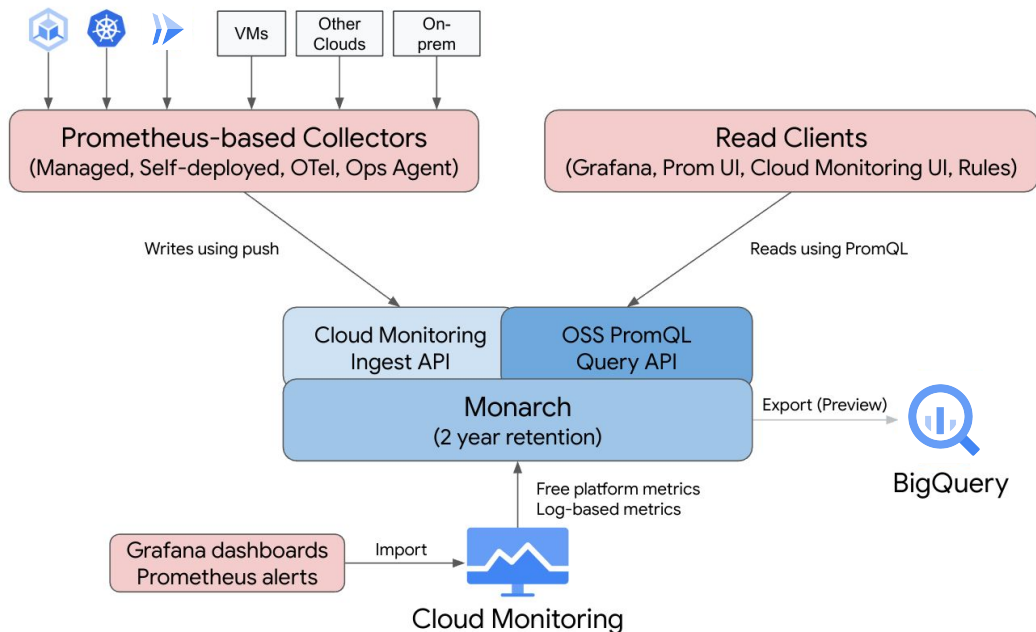 VMs
Other
Clouds
On-
prem
Prometheus-based Collectors
(Managed, Self-deployed, OTel, Ops Agent)
Read Clients
(Grafana, Prom UI, Cloud Monitoring UI, Rules)
Writes using push
Reads using PromQL
Cloud Monitoring
Ingest API
OSS PromQL
Query API
Monarch
(2 year retention)
Export (Preview)
BigQuery
Free platform metrics
Log-based metrics
Grafana dashboards
Prometheus alerts
Import
Cloud Monitoring